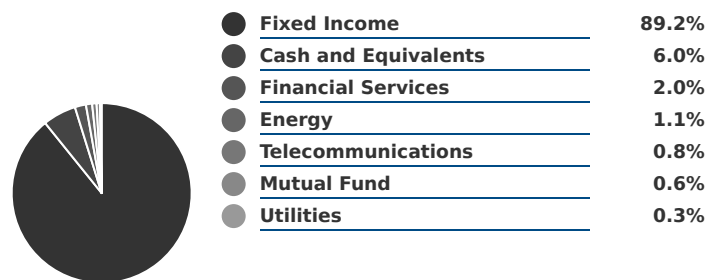 Fixed Income 89.2%
Cash and Equivalents 6.0%
Financial Services 2.0%
Energy 1.1%
Telecommunications 0.8%
Mutual Fund 0.6%
Utilities 0.3%